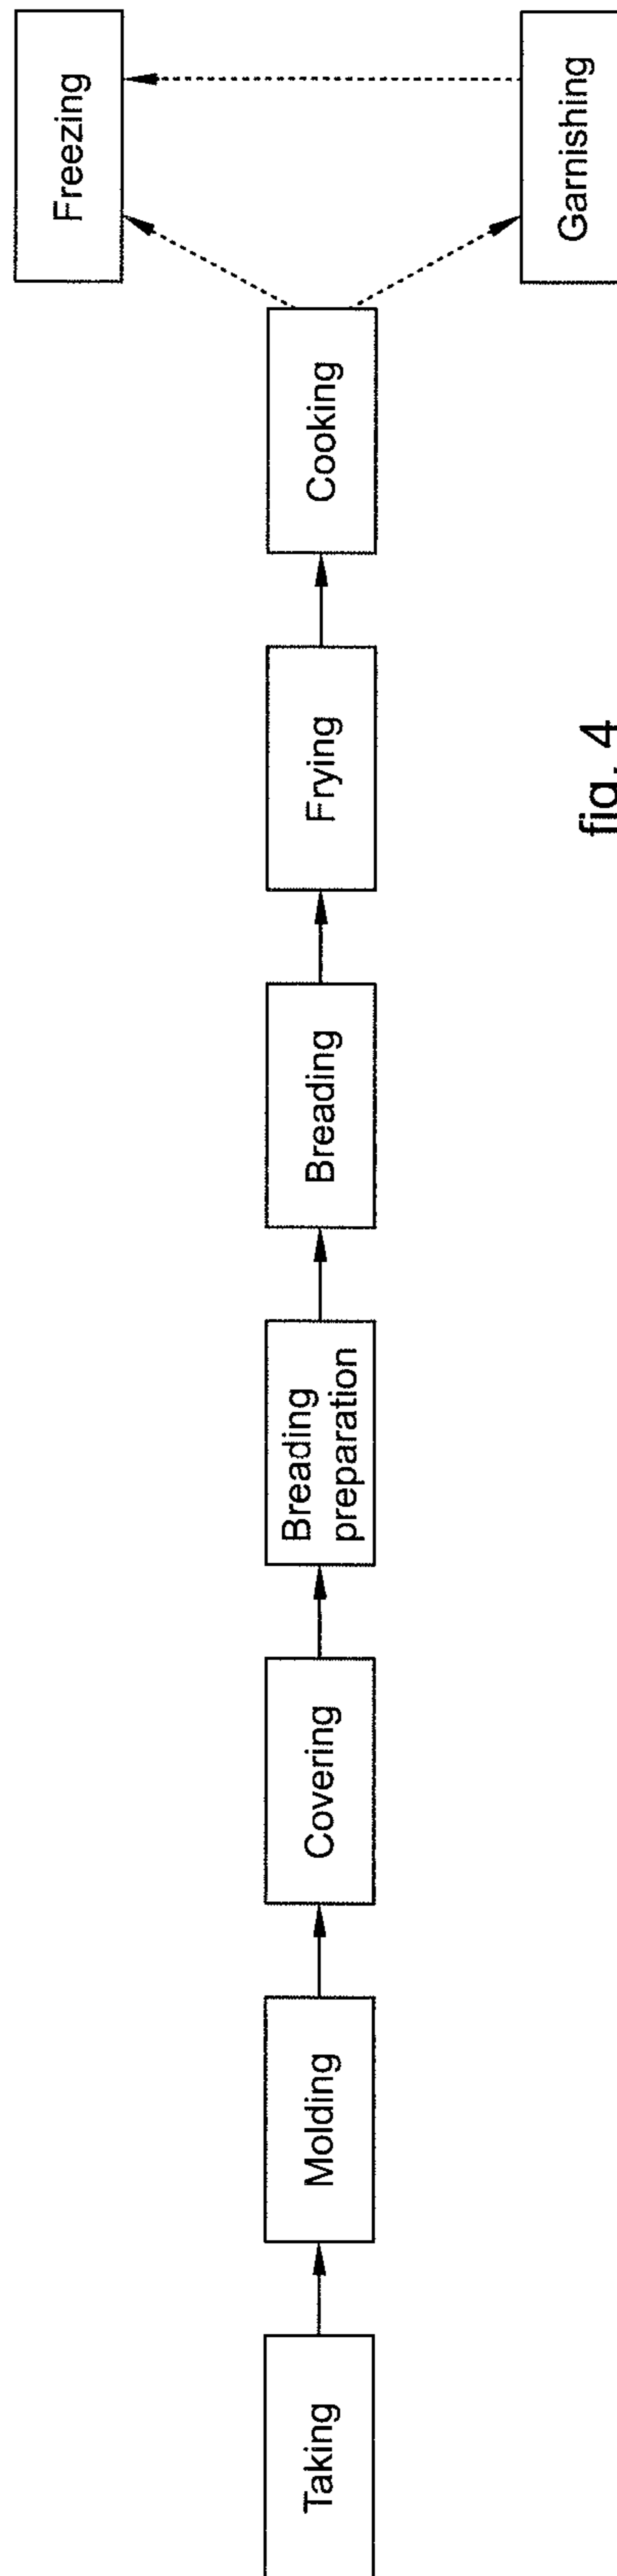 Taking
Molding
Covering
Breading
preparation
Breading
Frying
Cooking
Freezing
Garnishing
fig. 4